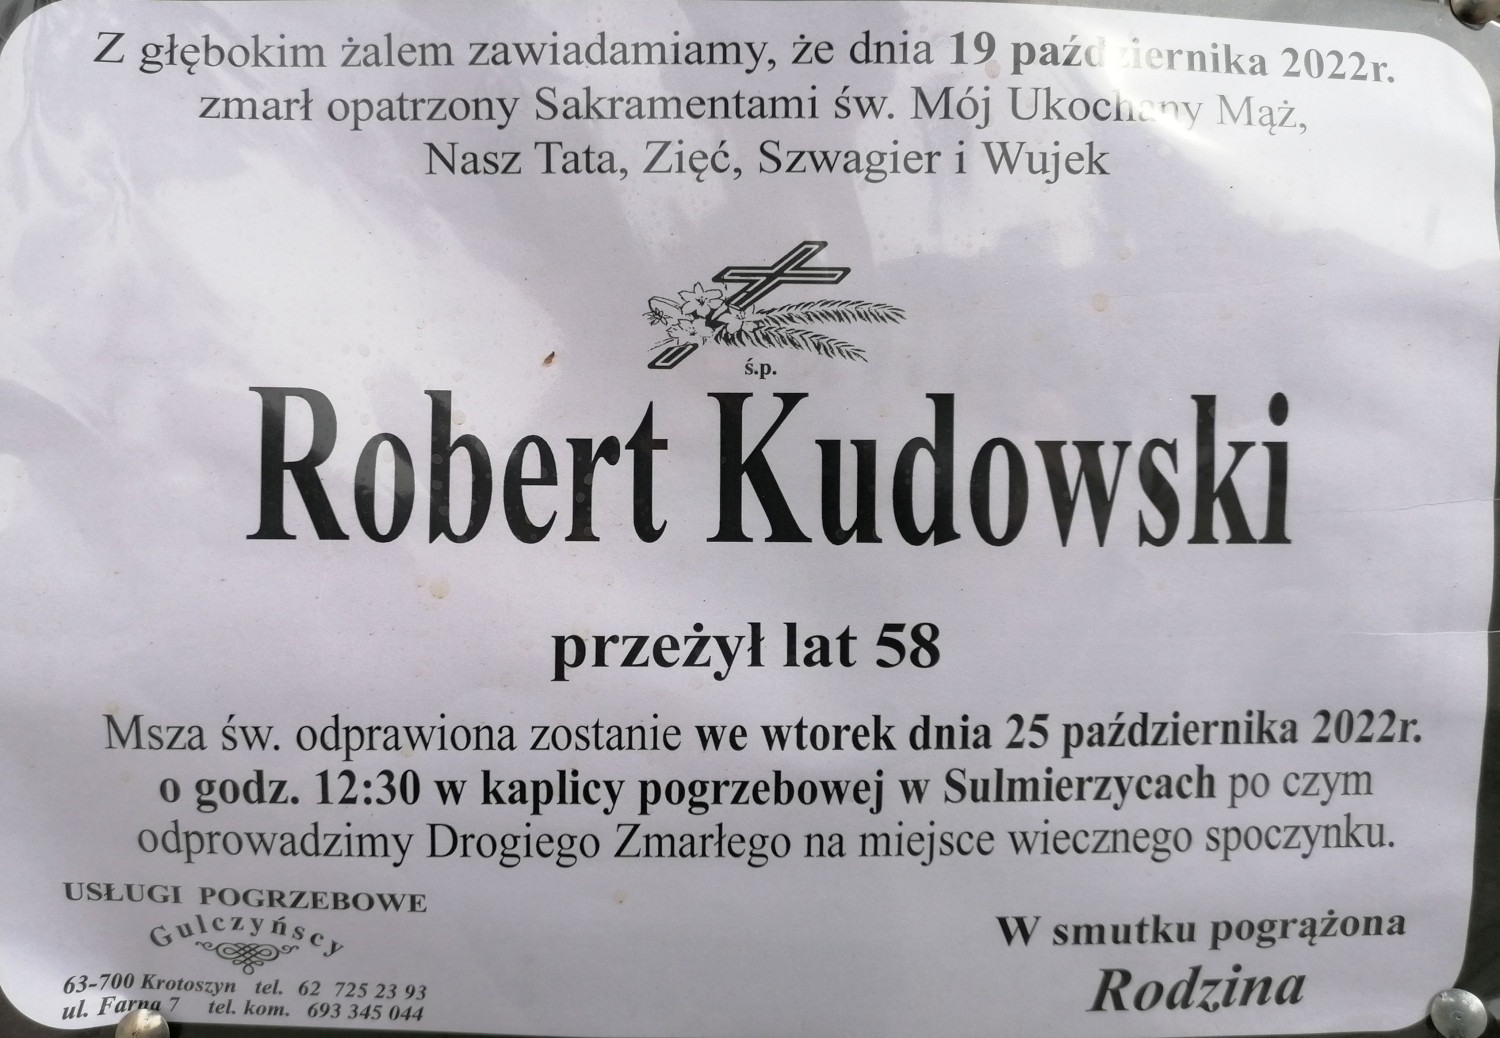 Z głębokim żalem zawiadamiamy, że dnia 19 października 2022r.
zmarł opatrzony Sakramentami św. Mój Ukochany Mąż,
Nasz Tata, Zięć, Szwagier i Wujek
ś.p.
Robert Kudowski
przeżył lat 58
Msza św. odprawiona zostanie we wtorek dnia 25 października 2022r.
o godz. 12:30 w kaplicy pogrzebowej w Sulmierzycach po czym
odprowadzimy Drogiego Zmarłego na miejsce wiecznego spoczynku.
USŁUGI POGRZEBOWE
Gulczyńscy
63-700 Krotoszyn tel. 62 725 23 93
ul. Farna 7 tel. kom. 693 345 044
W smutku pogrążona
Rodzina